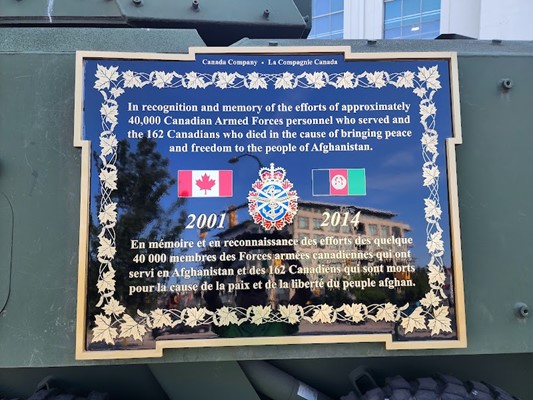 Canada Company • La Compagnie Canada
In recognition and memory of the efforts of approximately
40,000 Canadian Armed Forces personnel who served and
the 162 Canadians who died in the cause of bringing peace
and freedom to the people of Afghanistan.
2001 2014
En mémoire et en reconnaissance des efforts des quelque
40 000 membres des Forces armées canadiennes qui ont
servi en Afghanistan et des 162 Canadiens qui sont morts
pour la cause de la paix et de la liberté du peuple afghan.